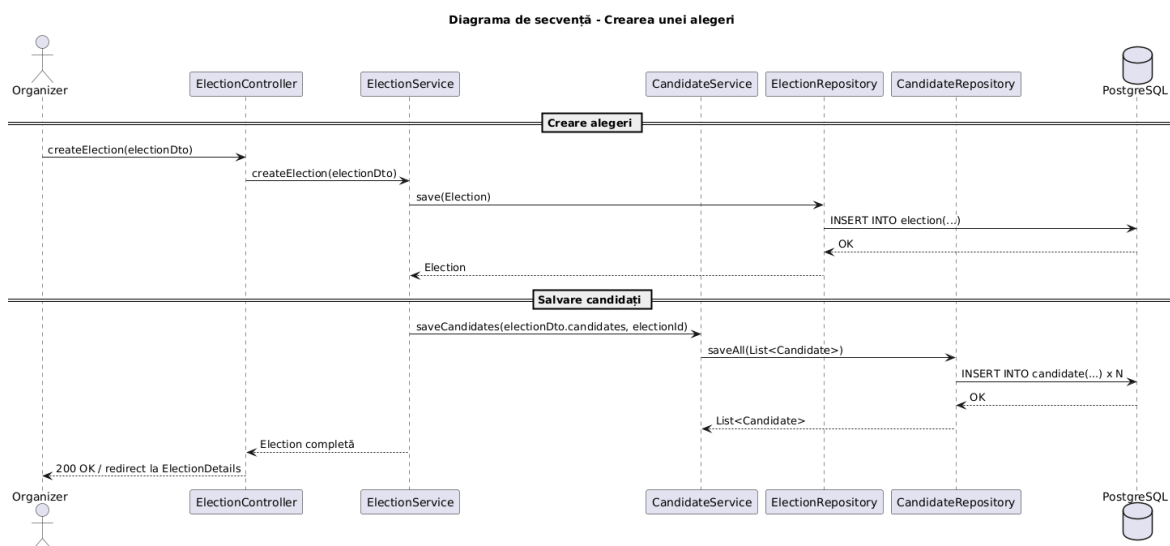 Diagrama de secvență - Crearea unei alegeri
Organizer
ElectionController
ElectionService
CandidateService
ElectionRepository
CandidateRepository
PostgreSQL
Creare alegeri
createElection(electionDto)
createElection(electionDto)
save(Election)
INSERT INTO election(...)
OK
Election
Salvare candidați
saveCandidates(electionDto.candidates, electionId)
saveAll(List<Candidate>)
INSERT INTO candidate(...) x N
OK
List<Candidate>
Election completă
200 OK / redirect la ElectionDetails
Organizer
ElectionController
ElectionService
CandidateService
ElectionRepository
CandidateRepository
PostgreSQL